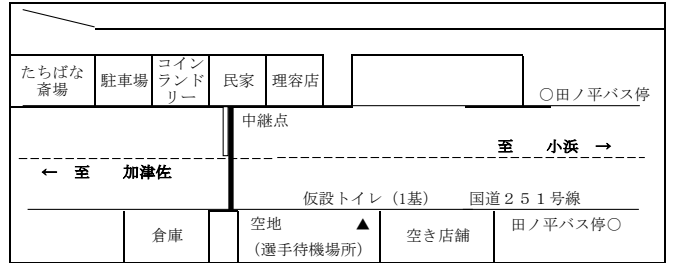 たちばな
斎場
駐車場
コイン
ランド
リー
民家
理容店
○田ノ平バス停
中継点
至 小浜 →
← 至 加津佐
仮設トイレ（1基） 国道２５１号線
倉庫
空地 ▲
（選手待機場所）
空き店舗
田ノ平バス停○